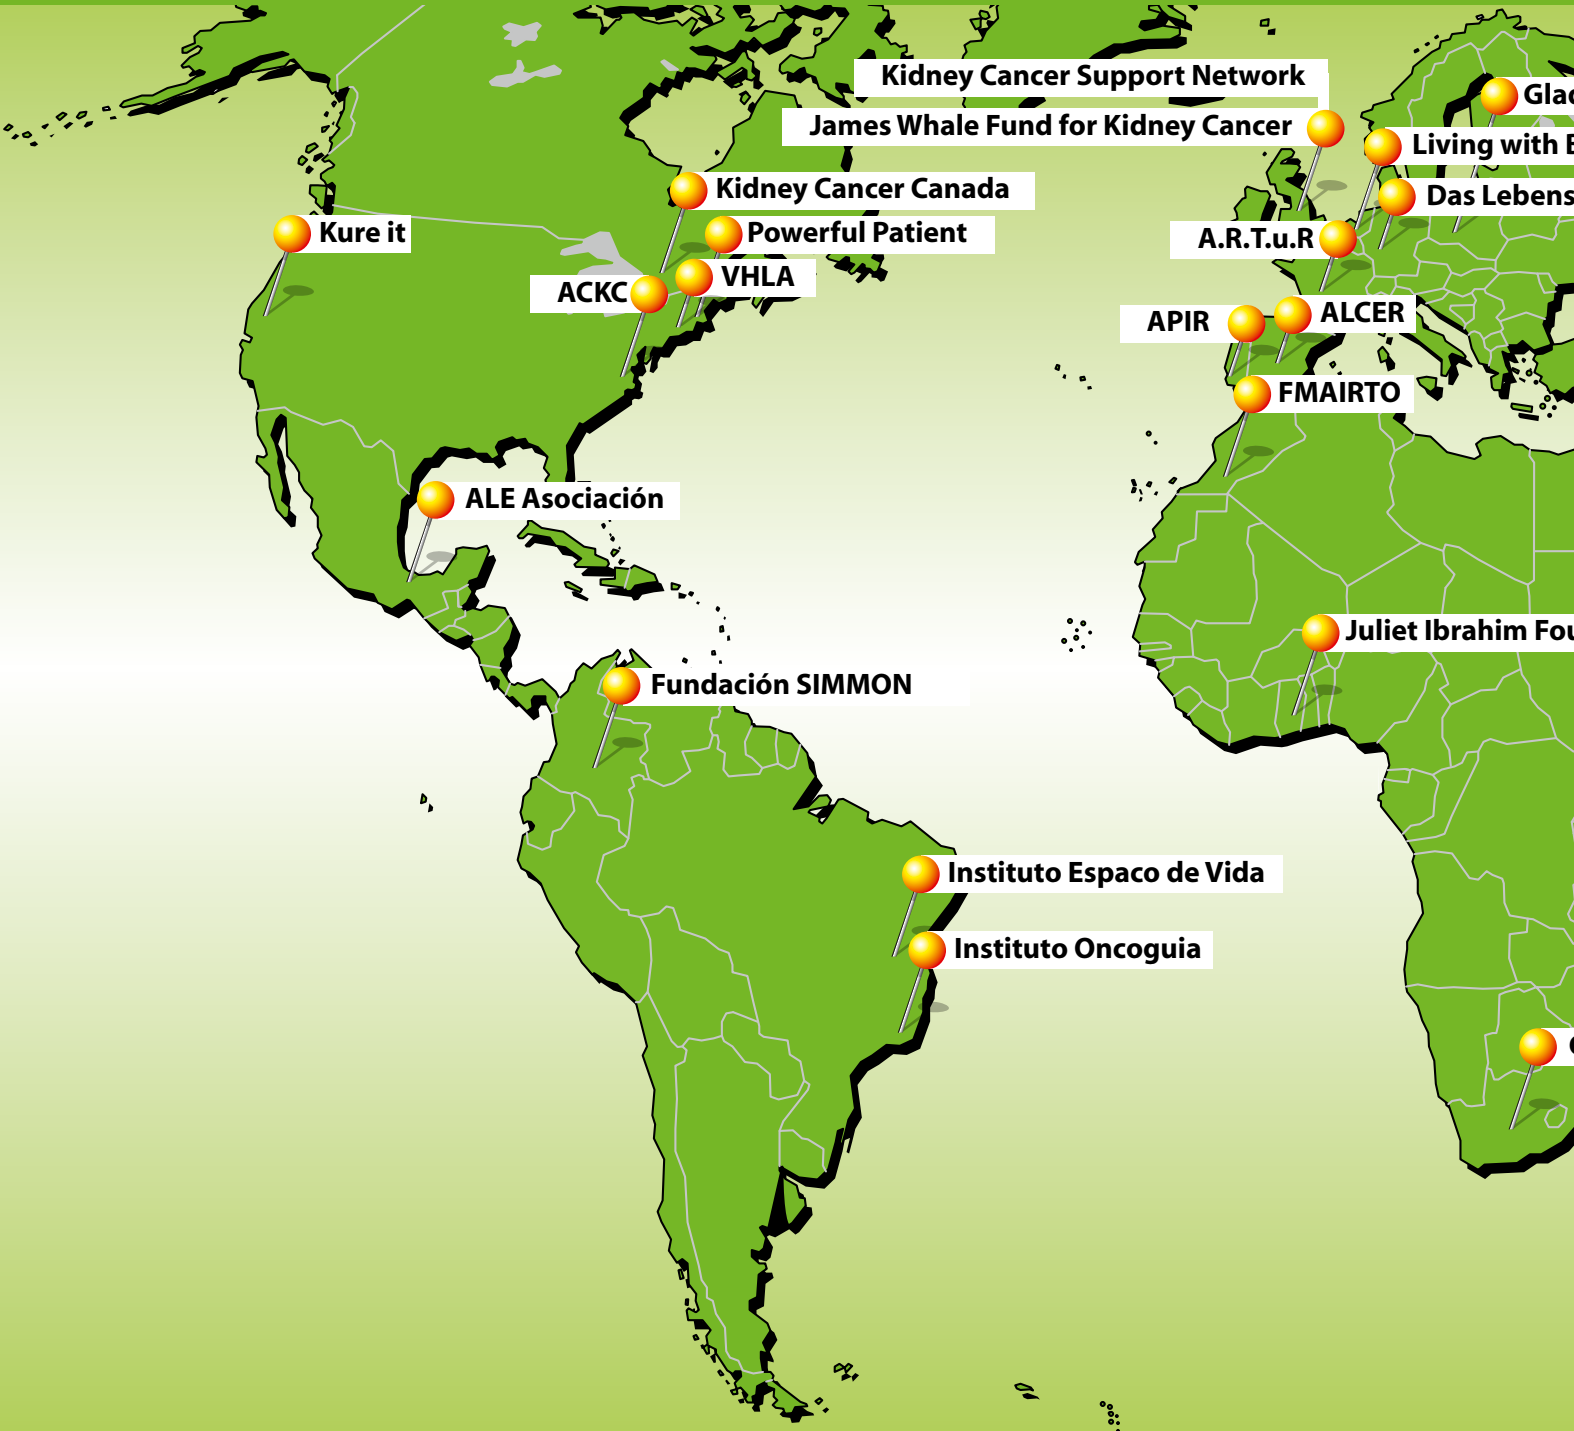 Kidney Cancer Support Network
Glac
James Whale Fund for Kidney Cancer
Living with
Kidney Cancer Canada
Das Lebens
Kure it
Powerful Patient
A.R.T.u.R
ACKC
VHLA
APIR
ALCER
FMAIRTO
ALE Asociación
Juliet Ibrahim Fou
Fundación SIMMON
Instituto Espaco de Vida
Instituto Oncoguia